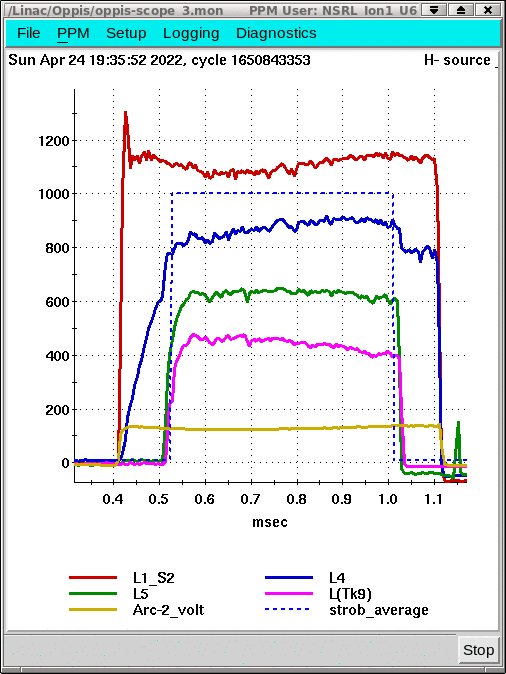 /Linac/Oppis/oppis-scope_3.mon PPM User: NSRL_Ion1_U6
File PPM Setup Logging Diagnostics
Sun Apr 24 19:35:52 2022, cycle 1650843353 H- source
1200
1000
800
600
400
200
0
0.4 0.5 0.6 0.7 0.8 0.9 1.0 1.1
msec
L1_S2 L4
L5 L(Tk9)
Arc-2_volt strob_average
Stop